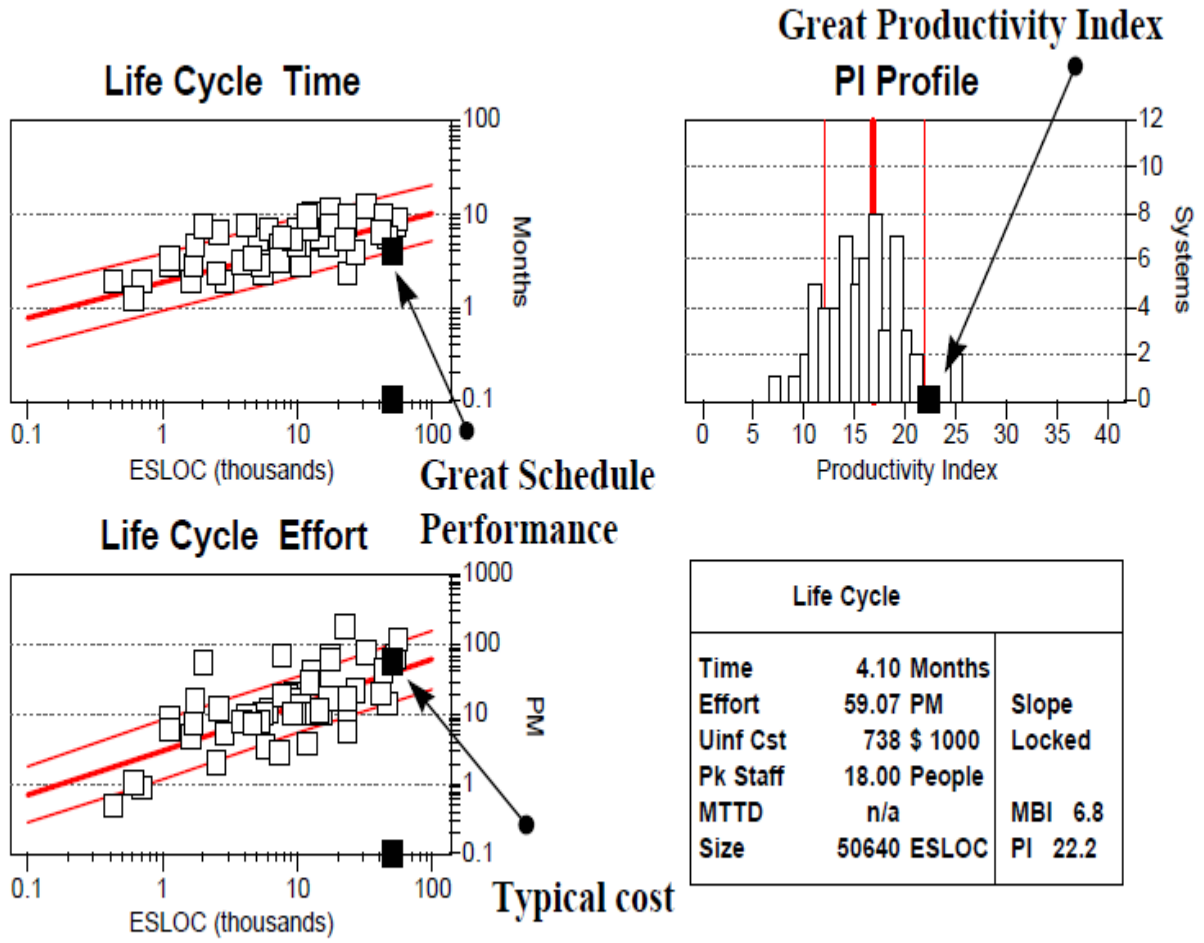 Great Productivity Index
Life Cycle Time
100
10
1
0.1
Months
0.1 1 10 100
ESLOC (thousands)
Great Schedule
Performance
PI Profile
12
10
8
6
4
2
0
Systems
0 5 10 15 20 25 30 35 40
Productivity Index
Life Cycle Effort
1000
100
10
1
0.1
PM
0.1 1 10 100
ESLOC (thousands)
Typical cost
Life Cycle
Time 4.10 Months
Effort 59.07 PM Slope
Uinf Cst 738 $ 1000 Locked
Pk Staff 18.00 People
MTTD n/a MBI 6.8
Size 50640 ESLOC PI 22.2